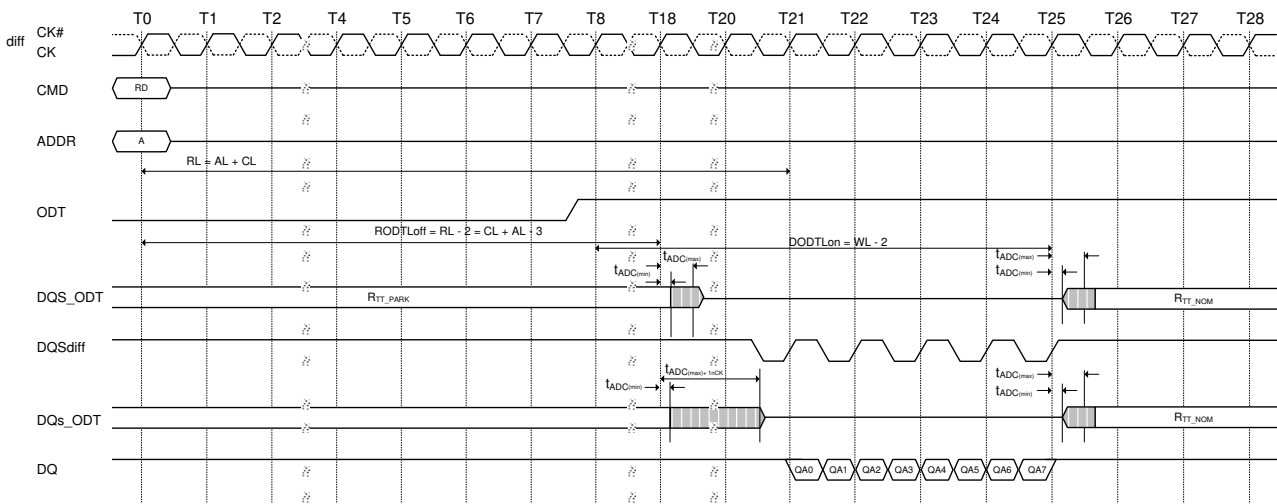 T0 T1 T2 T4 T5 T6 T7 T8 T18 T20 T21 T22 T23 T24 T25 T26 T27 T28
diff
CK#
CK
CMD
RD
ADDR
A
RL = AL + CL
ODT
RODTLoff = RL - 2 = CL + AL - 3
DODTLon = WL - 2
tADC(max)
tADC(min)
tADC(max)
tADC(min)
DQS_ODT
RTT_PARK
RTT_NOM
DQSdiff
tADC(max)+ 1nCK
tADC(min)
tADC(max)
tADC(min)
DQs_ODT
RTT_NOM
DQ
QA0 QA1 QA2 QA3 QA4 QA5 QA6 QA7